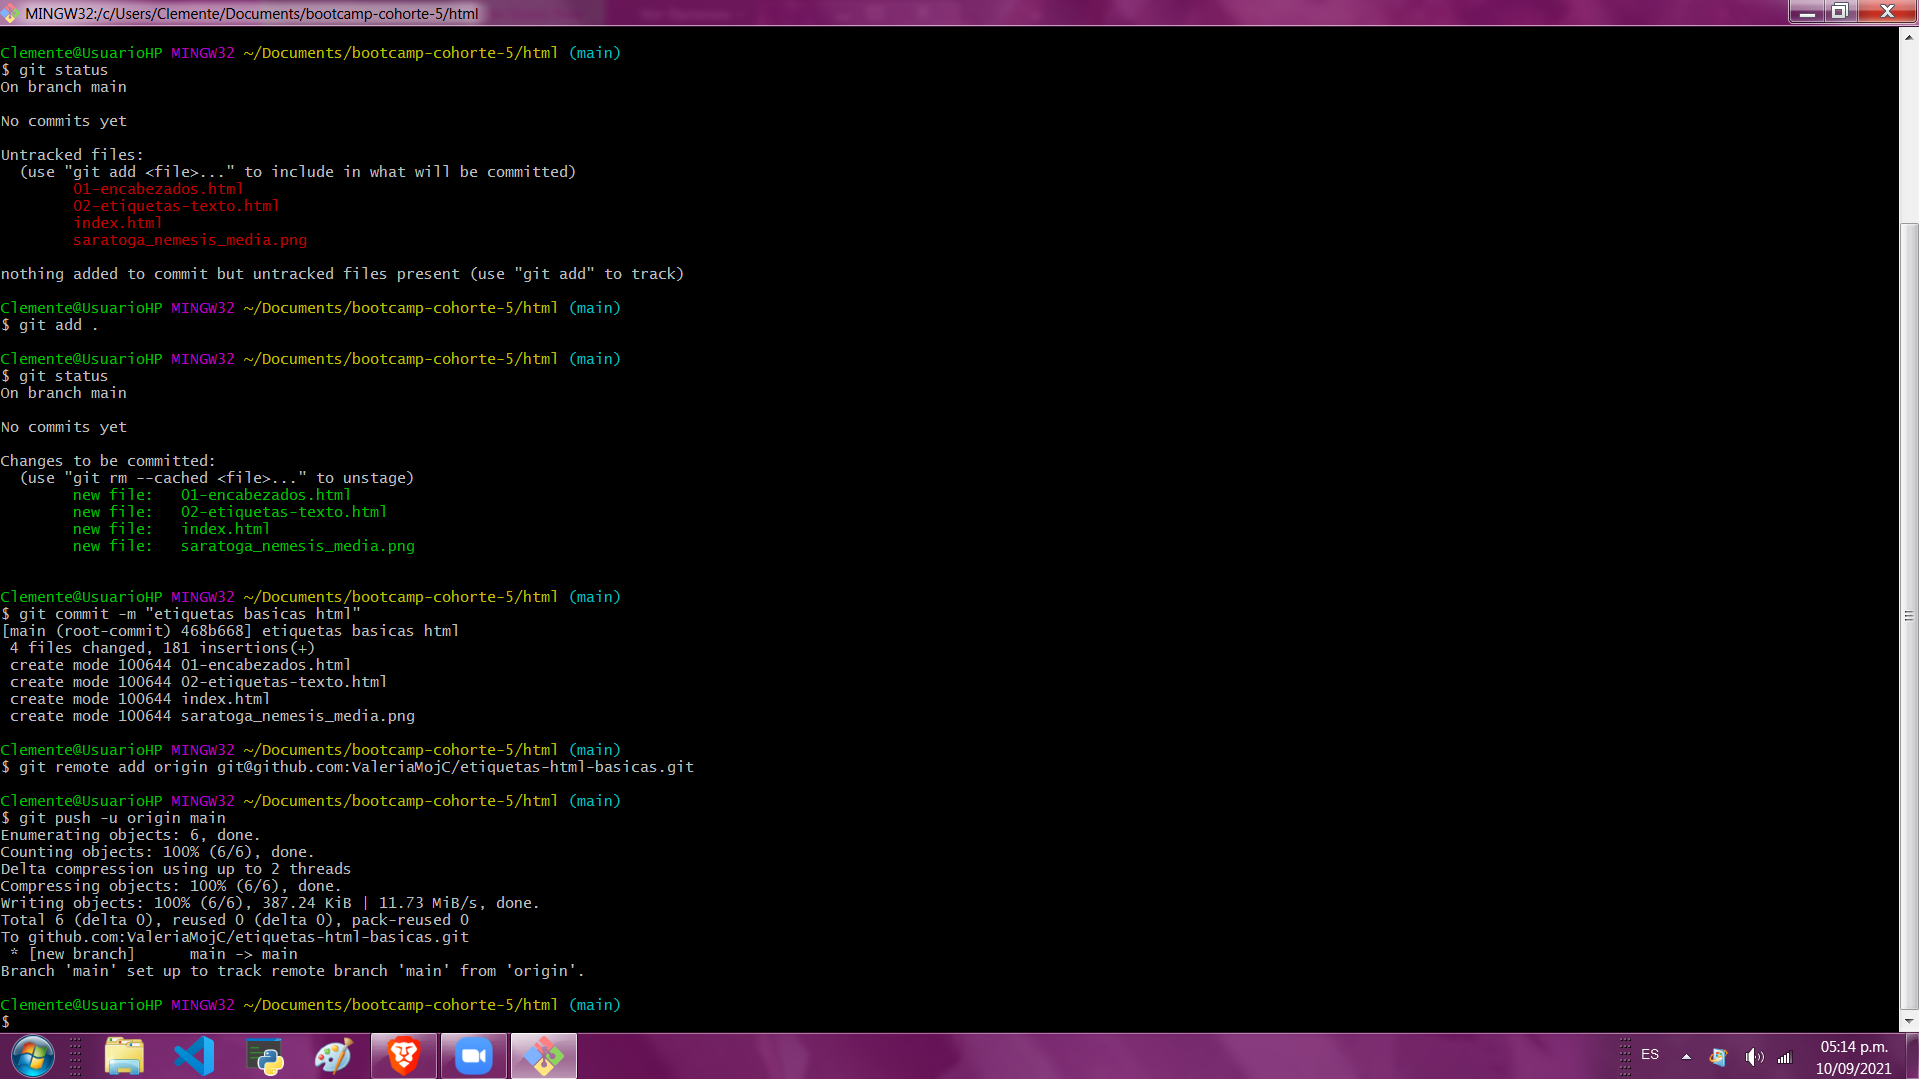 MINGW32:/c/Users/Clemente/Documents/bootcamp-cohorte-5/html
Clemente@UsuarioHP MINGW32 ~/Documents/bootcamp-cohorte-5/html (main)
$ git status
On branch main
No commits yet
Untracked files:
(use "git add <file>..." to include in what will be committed)
01-encabezados.html
02-etiquetas-texto.html
index.html
saratoga_nemesis_media.png
nothing added to commit but untracked files present (use "git add" to track)
Clemente@UsuarioHP MINGW32 ~/Documents/bootcamp-cohorte-5/html (main)
$ git add .
Clemente@UsuarioHP MINGW32 ~/Documents/bootcamp-cohorte-5/html (main)
$ git status
On branch main
No commits yet
Changes to be committed:
(use "git rm --cached <file>..." to unstage)
new file:   01-encabezados.html
new file:   02-etiquetas-texto.html
new file:   index.html
new file:   saratoga_nemesis_media.png
Clemente@UsuarioHP MINGW32 ~/Documents/bootcamp-cohorte-5/html (main)
$ git commit -m "etiquetas basicas html"
[main (root-commit) 468b668] etiquetas basicas html
4 files changed, 181 insertions(+)
create mode 100644 01-encabezados.html
create mode 100644 02-etiquetas-texto.html
create mode 100644 index.html
create mode 100644 saratoga_nemesis_media.png
Clemente@UsuarioHP MINGW32 ~/Documents/bootcamp-cohorte-5/html (main)
$ git remote add origin git@github.com:ValeriaMojC/etiquetas-html-basicas.git
Clemente@UsuarioHP MINGW32 ~/Documents/bootcamp-cohorte-5/html (main)
$ git push -u origin main
Enumerating objects: 6, done.
Counting objects: 100% (6/6), done.
Delta compression using up to 2 threads
Compressing objects: 100% (6/6), done.
Writing objects: 100% (6/6), 387.24 KiB | 11.73 MiB/s, done.
Total 6 (delta 0), reused 0 (delta 0), pack-reused 0
To github.com:ValeriaMojC/etiquetas-html-basicas.git
* [new branch]      main -> main
Branch 'main' set up to track remote branch 'main' from 'origin'.
Clemente@UsuarioHP MINGW32 ~/Documents/bootcamp-cohorte-5/html (main)
$
ES
05:14 p.m.
10/09/2021